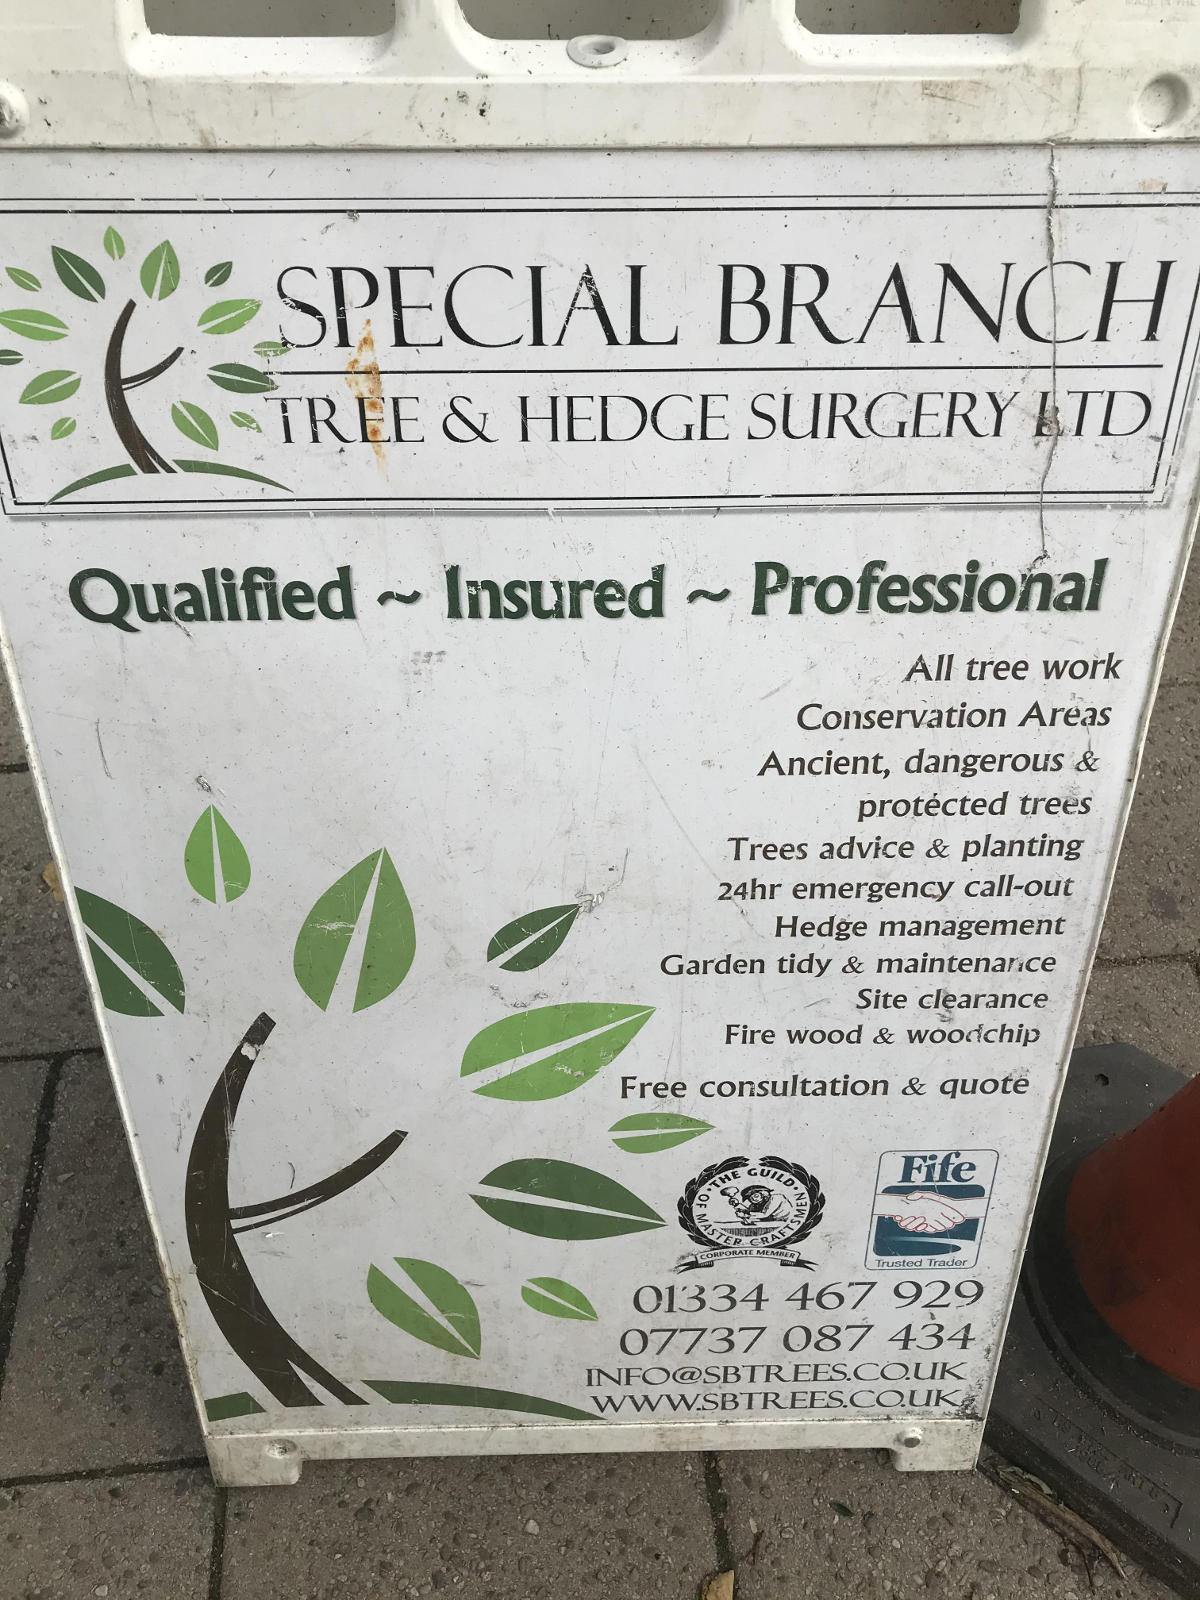 SPECIAL BRANCH
TREE & HEDGE SURGERY LTD
Qualified ~ Insured ~ Professional
All tree work
Conservation Areas
Ancient, dangerous &
protected trees
Trees advice & planting
24hr emergency call-out
Hedge management
Garden tidy & maintenance
Site clearance
Fire wood & woodchip
Free consultation & quote
THE GUILD
OF MASTER CRAFTSMEN
CORPORATE MEMBER
Fife
Trusted Trader
01334 467 929
07737 087 434
INFO@SBTREES.CO.UK
WWW.SBTREES.CO.UK